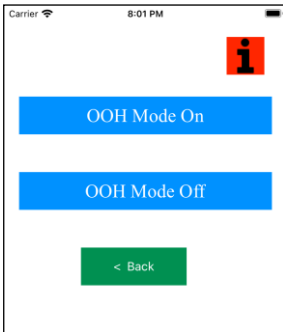 Carrier 8:01 PM
i
OOH Mode On
OOH Mode Off
< Back